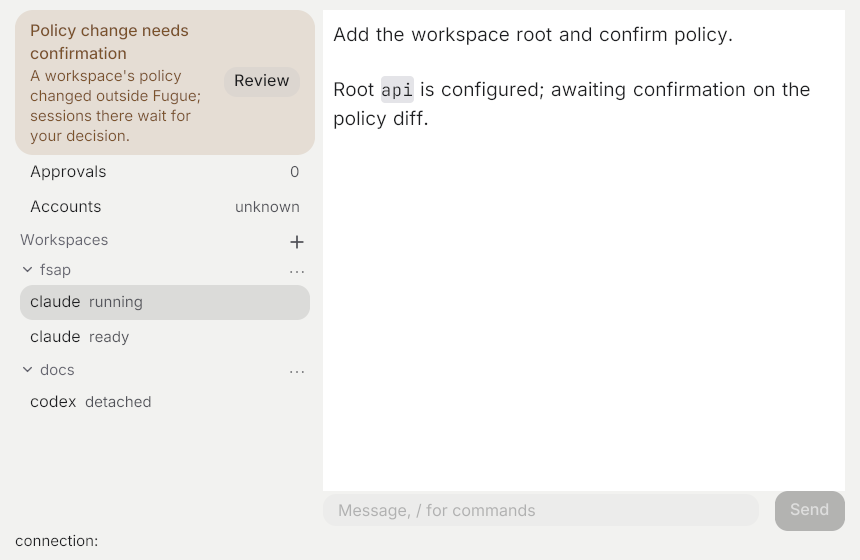 Policy change needs
confirmation
A workspace's policy
changed outside Fugue;
sessions there wait for
your decision.
Review
Approvals 0
Accounts unknown
Workspaces +
fsap ...
claude running
claude ready
docs ...
codex detached
connection:
Add the workspace root and confirm policy.
Root api is configured; awaiting confirmation on the
policy diff.
Message, / for commands
Send